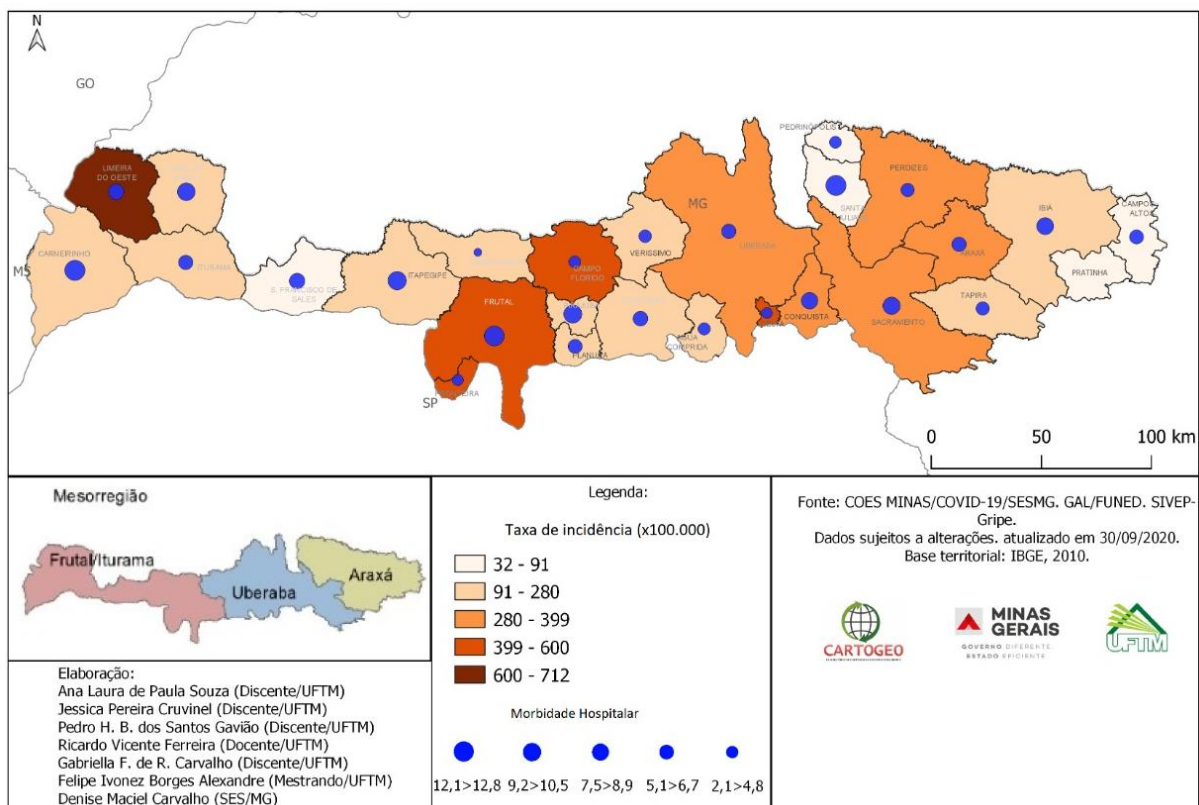 N
GO
PEDRINÓPOLIS
LIMEIRA
DO OESTE
PERDIZES
MG
SANTA
JULIANA
IBIÁ
CAMPOS
ALTOS
CARNEIRINHO
MS
ITURAMA
S. FRANCISCO DE
SALES
ITAPEGIPE
CAMPO
FLORIDO
VERISSIMO
UBERABA
ARAXÁ
PRATINHA
FRUTAL
TAPIRA
CONQUISTA
SACRAMENTO
ÁGUA
COMPRIDA
PLANURA
SP
0 50 100 km
Mesorregião
Frutal/Iturama
Uberaba
Araxá
Elaboração:
Ana Laura de Paula Souza (Discente/UFTM)
Jessica Pereira Cruvinel (Discente/UFTM)
Pedro H. B. dos Santos Gavião (Discente/UFTM)
Ricardo Vicente Ferreira (Docente/UFTM)
Gabriella F. de R. Carvalho (Discente/UFTM)
Felipe Ivonez Borges Alexandre (Mestrando/UFTM)
Denise Maciel Carvalho (SES/MG)
Legenda:
Taxa de incidência (x100.000)
32 - 91
91 - 280
280 - 399
399 - 600
600 - 712
Morbidade Hospitalar
12,1>12,8 9,2>10,5 7,5>8,9 5,1>6,7 2,1>4,8
Fonte: COES MINAS/COVID-19/SESMG. GAL/FUNED. SIVEP-
Gripe.
Dados sujeitos a alterações. atualizado em 30/09/2020.
Base territorial: IBGE, 2010.
CARTOGEO
MINAS
GERAIS
GOVERNO DIFERENTE.
ESTADO EFICIENTE.
UFTM